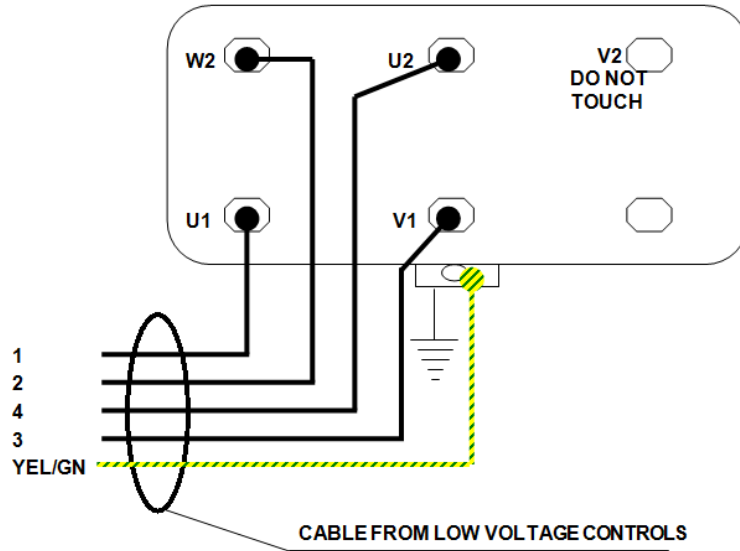 W2
U2
V2
DO NOT
TOUCH
U1
V1
1
2
4
3
YEL/GN
CABLE FROM LOW VOLTAGE CONTROLS